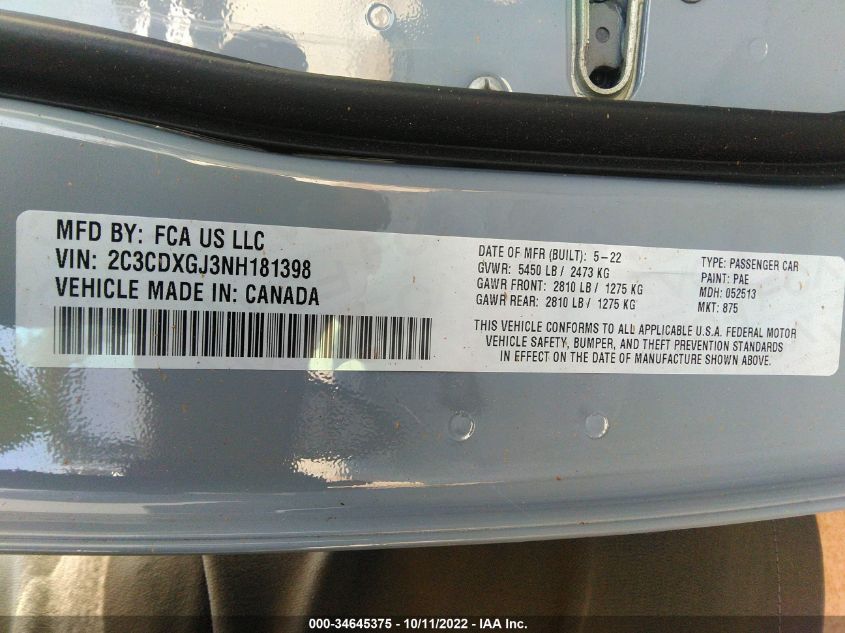 MFD BY: FCA US LLC
VIN: 2C3CDXGJ3NH181398
VEHICLE MADE IN: CANADA
DATE OF MFR (BUILT): 5-22
GVWR: 5450 LB / 2473 KG
GAWR FRONT: 2810 LB / 1275 KG
GAWR REAR: 2810 LB / 1275 KG
TYPE: PASSENGER CAR
PAINT: PAE
MDH: 052513
MKT: 875
THIS VEHICLE CONFORMS TO ALL APPLICABLE U.S.A. FEDERAL MOTOR
VEHICLE SAFETY, BUMPER, AND THEFT PREVENTION STANDARDS
IN EFFECT ON THE DATE OF MANUFACTURE SHOWN ABOVE.
000-34645375 - 10/11/2022 - IAA Inc.